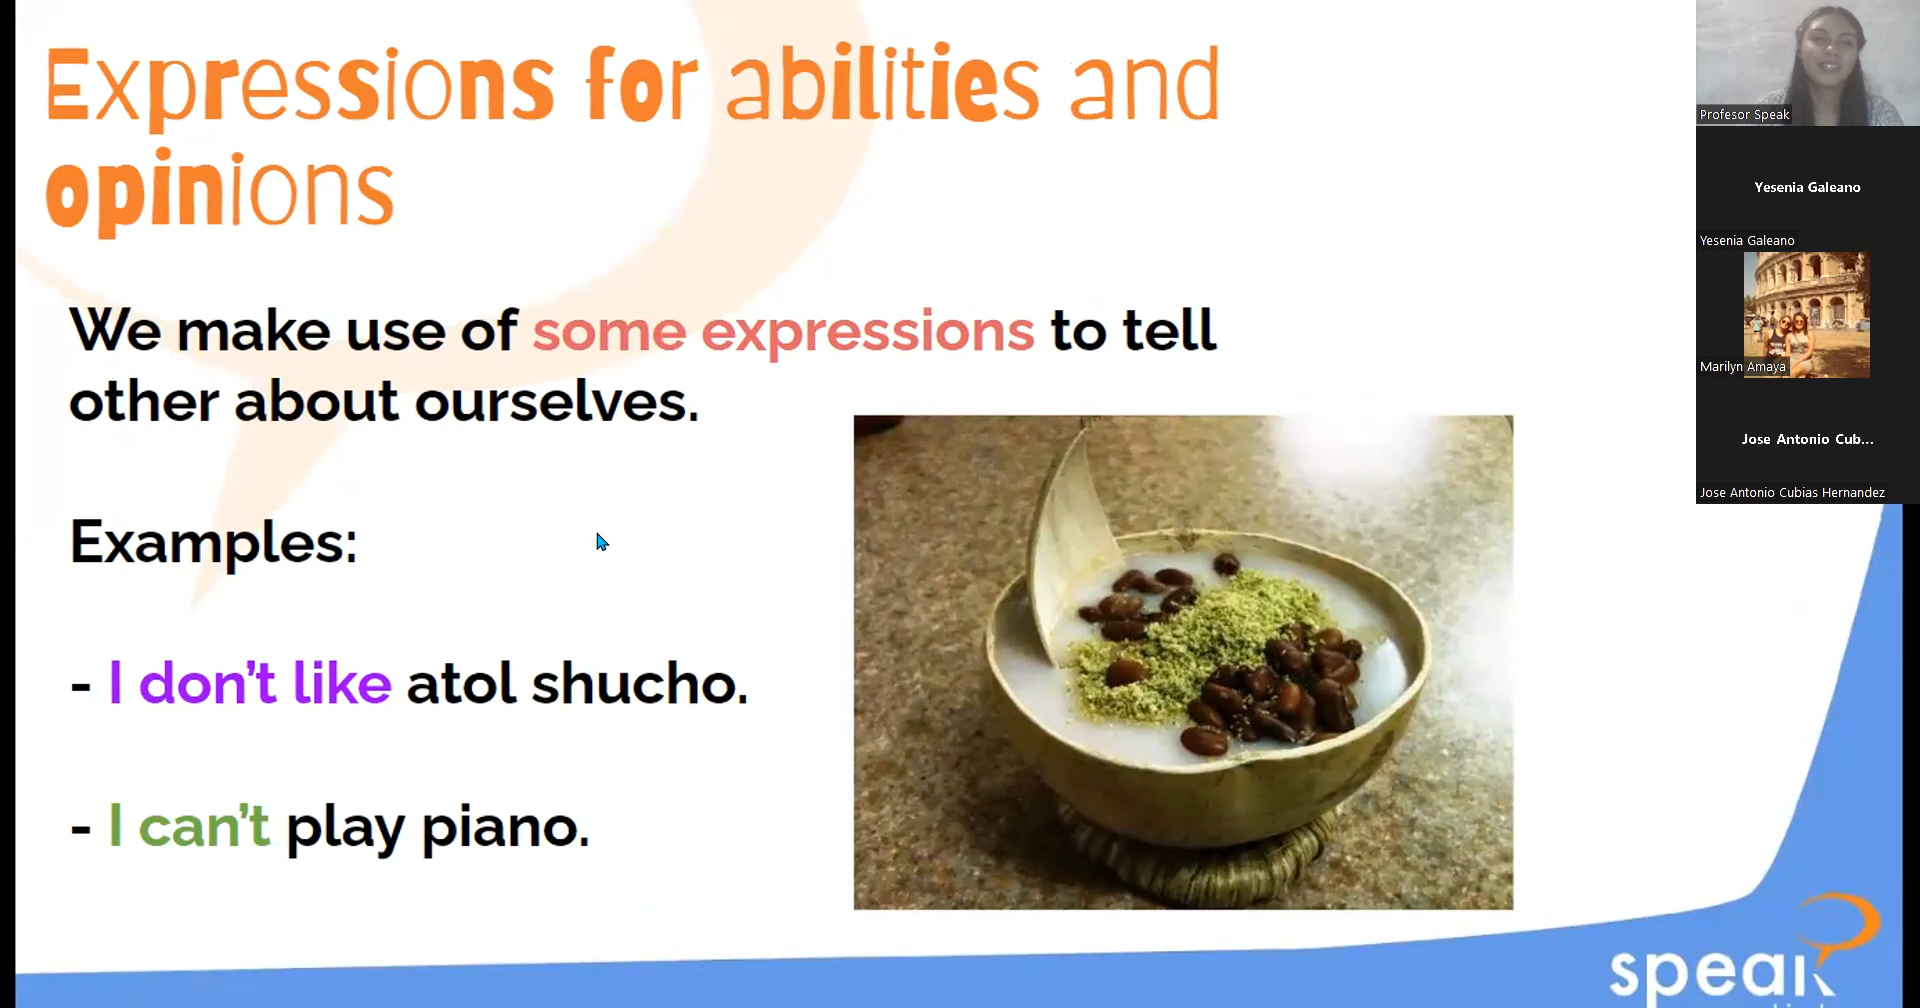 Expressions for abilities and
opinions
We make use of some expressions to tell
other about ourselves.
Examples:
- I don't like atol shucho.
- I can't play piano.
Profesor Speak
Yesenia Galeano
Yesenia Galeano
Marilyn Amaya
Jose Antonio Cub...
Jose Antonio Cubias Hernandez
speak